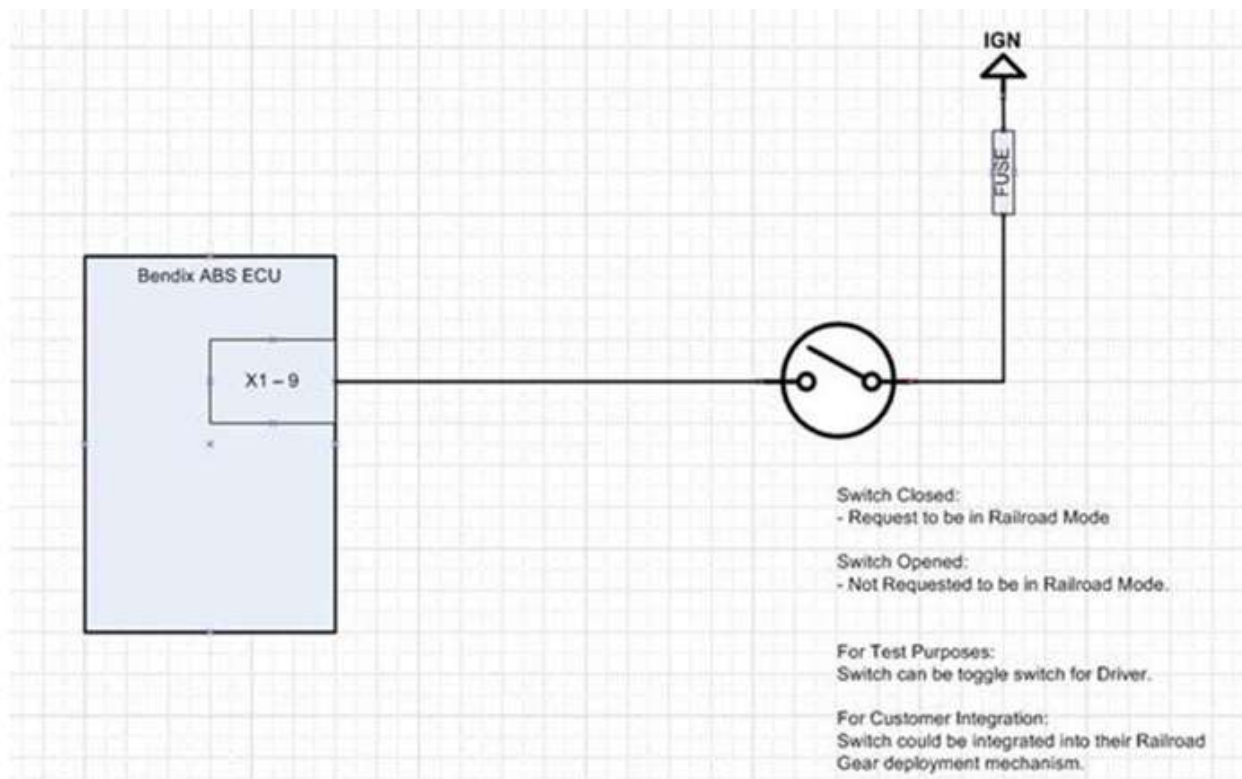 IGN
FUSE
Bendix ABS ECU
X1 – 9
Switch Closed:
- Request to be in Railroad Mode
Switch Opened:
- Not Requested to be in Railroad Mode.
For Test Purposes:
Switch can be toggle switch for Driver.
For Customer Integration:
Switch could be integrated into their Railroad
Gear deployment mechanism.